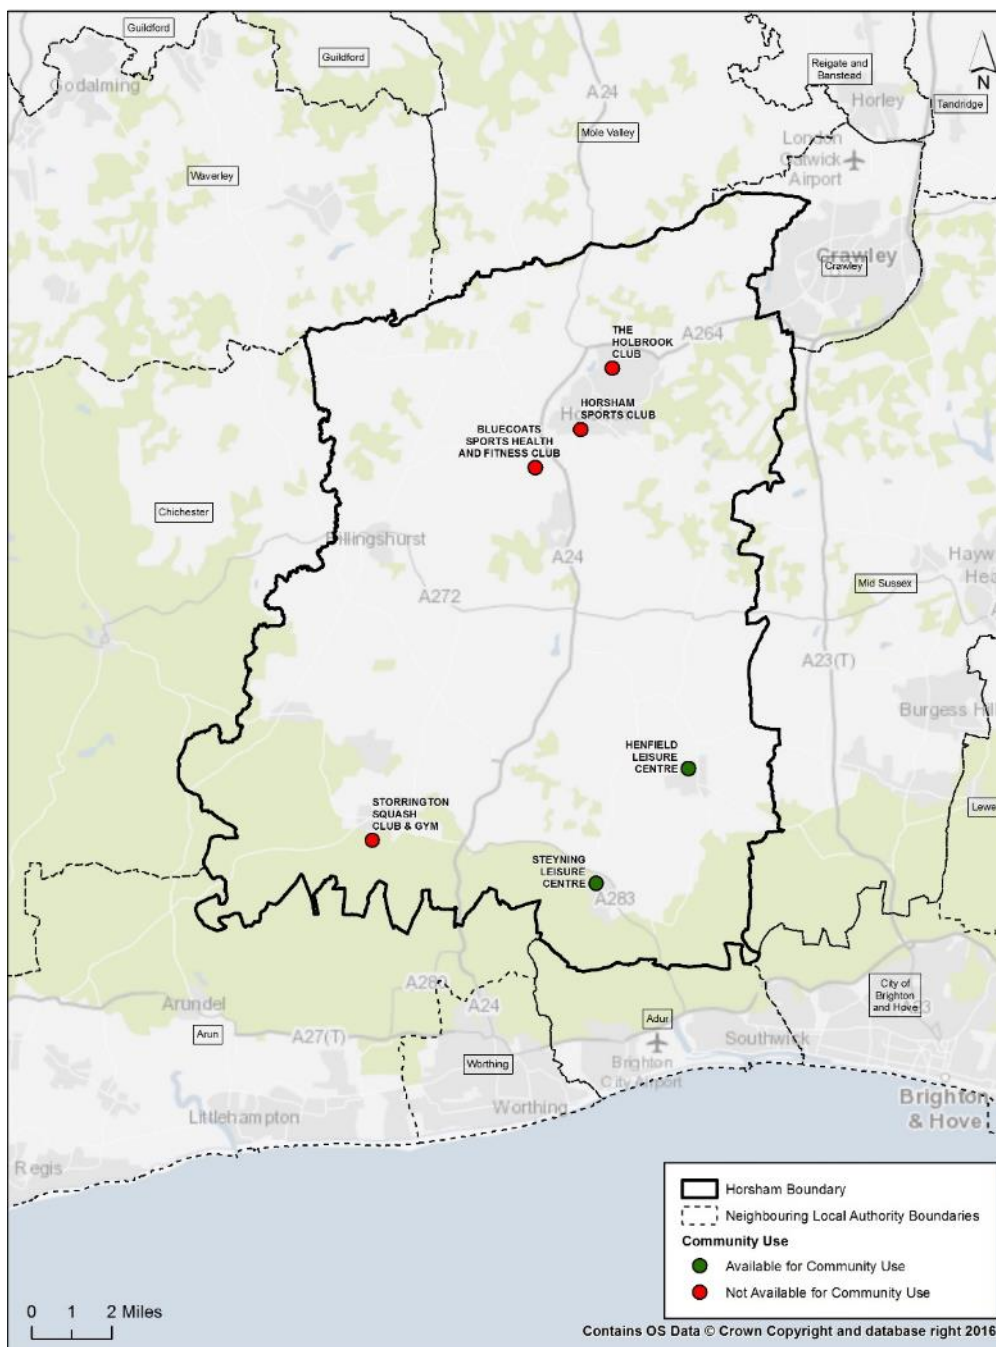 Guildford
Guildford
Godalming
Reigate and
Banstead
Horley
Tandridge
N
A24
Mole Valley
London
Gatwick
Airport
Waverley
Crawley
Crawley
THE
HOLBROOK
CLUB
A264
HORSHAM
SPORTS CLUB
BLUECOATS
SPORTS HEALTH
AND FITNESS CLUB
Chichester
Billingshurst
A24
Mid Sussex
A272
A23(T)
Burgess Hill
HENFIELD
LEISURE
CENTRE
STORRINGTON
SQUASH
CLUB & GYM
STEYNING
LEISURE
CENTRE
A283
Arundel
A280
A24
City of
Brighton
and Hove
A23
Arun
A27(T)
Adur
Southwick
Worthing
Brighton
City Airport
Littlehampton
Worthing
Brighton
& Hove
Regis
Horsham Boundary
Neighbouring Local Authority Boundaries
Community Use
Available for Community Use
Not Available for Community Use
0 1 2 Miles
Contains OS Data © Crown Copyright and database right 2016